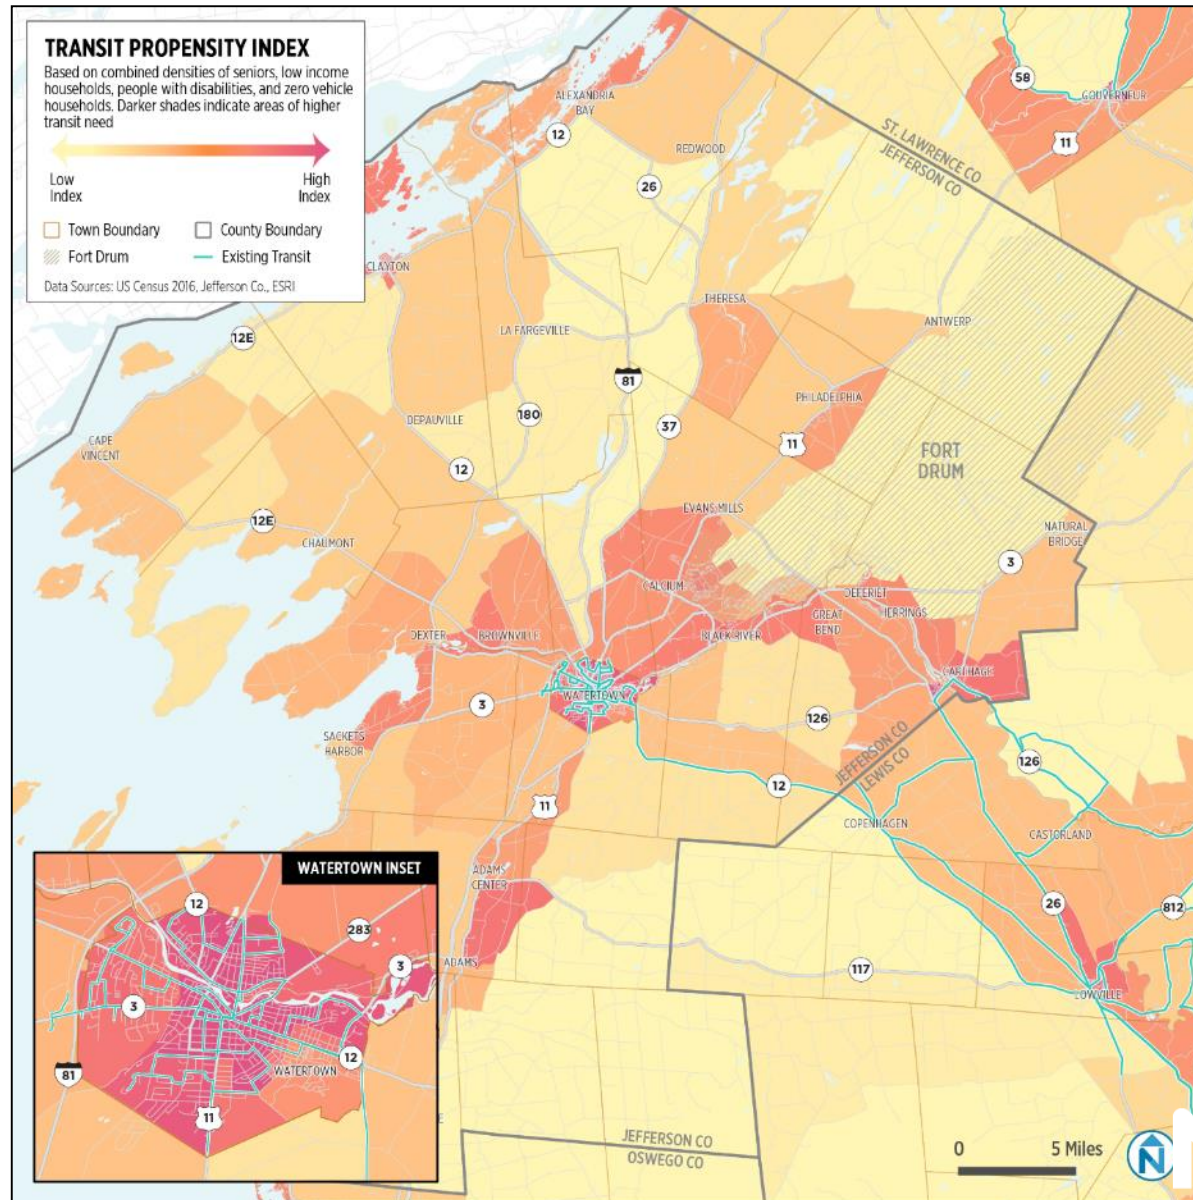 TRANSIT PROPENSITY INDEX
Based on combined densities of seniors, low income
households, people with disabilities, and zero vehicle
households. Darker shades indicate areas of higher
transit need
Low
Index
High
Index
Town Boundary
County Boundary
Fort Drum
Existing Transit
Data Sources: US Census 2016, Jefferson Co., ESRI
58
GOUVERNEUR
ALEXANDRIA
BAY
12
REDWOOD
ST. LAWRENCE CO
JEFFERSON CO
11
26
CLAYTON
THERESA
ANTWERP
12E
LA FARGEVILLE
81
PHILADELPHIA
180
DEPAUVILLE
37
11
CAPE
VINCENT
FORT
DRUM
12
EVANS MILLS
12E
NATURAL
BRIDGE
CHAUMONT
3
CALCIUM
DEFERIET
HERRINGS
GREAT
BEND
DEXTER
BROWNVILLE
BLACK RIVER
CARTHAGE
WATERTOWN
3
126
SACKETS
HARBOR
JEFFERSON CO
LEWIS CO
126
12
11
COPENHAGEN
CASTORLAND
ADAMS
CENTER
26
812
ADAMS
117
LOWVILLE
WATERTOWN INSET
12
283
3
3
12
WATERTOWN
81
11
E
JEFFERSON CO
OSWEGO CO
0
5 Miles
N